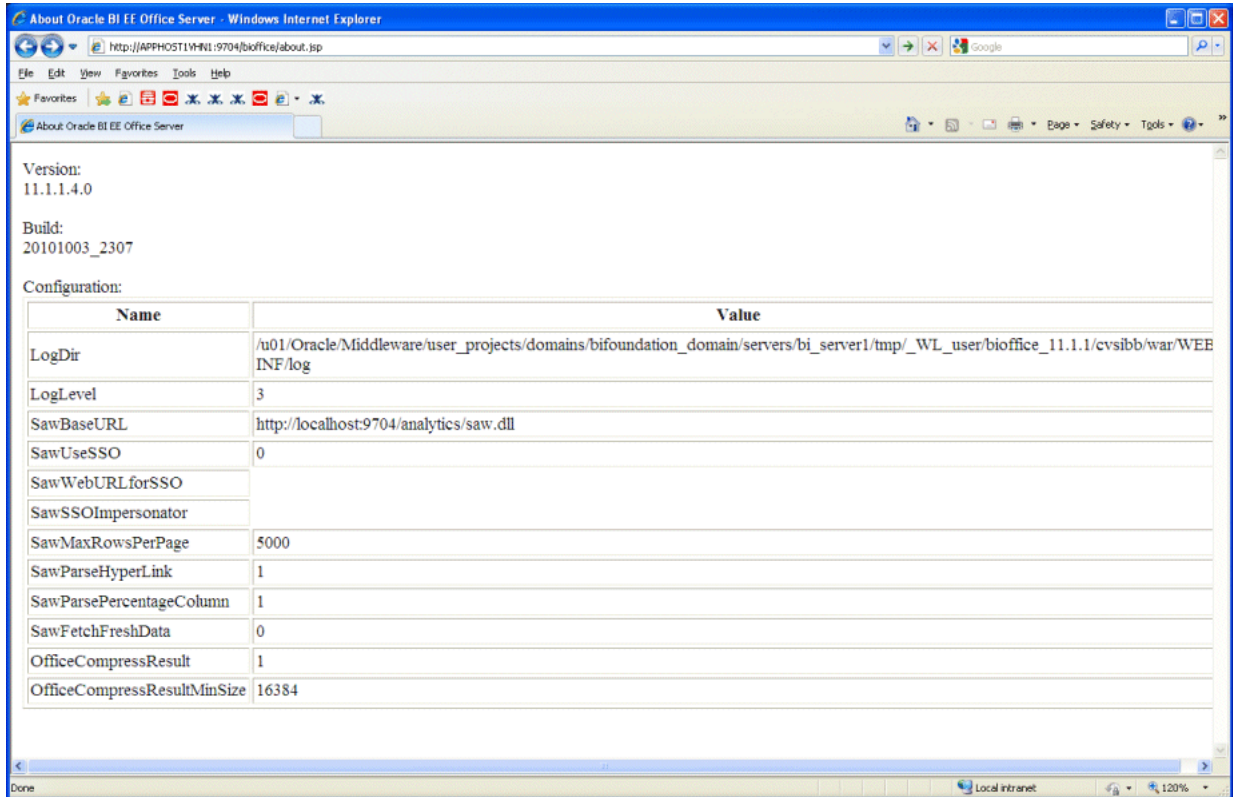 About Oracle BI EE Office Server - Windows Internet Explorer
http://APPHOST1VHN1:9704/bioffice/about.jsp
Google
File Edit View Favorites Tools Help
Favorites
About Oracle BI EE Office Server
Page Safety Tools
Version:
11.1.1.4.0
Build:
20101003_2307
Configuration:
Name Value
LogDir /u01/Oracle/Middleware/user_projects/domains/bifoundation_domain/servers/bi_server1/tmp/_WL_user/bioffice_11.1.1/cvsibb/war/WEB
INF/log
LogLevel 3
SawBaseURL http://localhost:9704/analytics/saw.dll
SawUseSSO 0
SawWebURLforSSO
SawSSOImpersonator
SawMaxRowsPerPage 5000
SawParseHyperLink 1
SawParsePercentageColumn 1
SawFetchFreshData 0
OfficeCompressResult 1
OfficeCompressResultMinSize 16384
Done Local intranet 120%